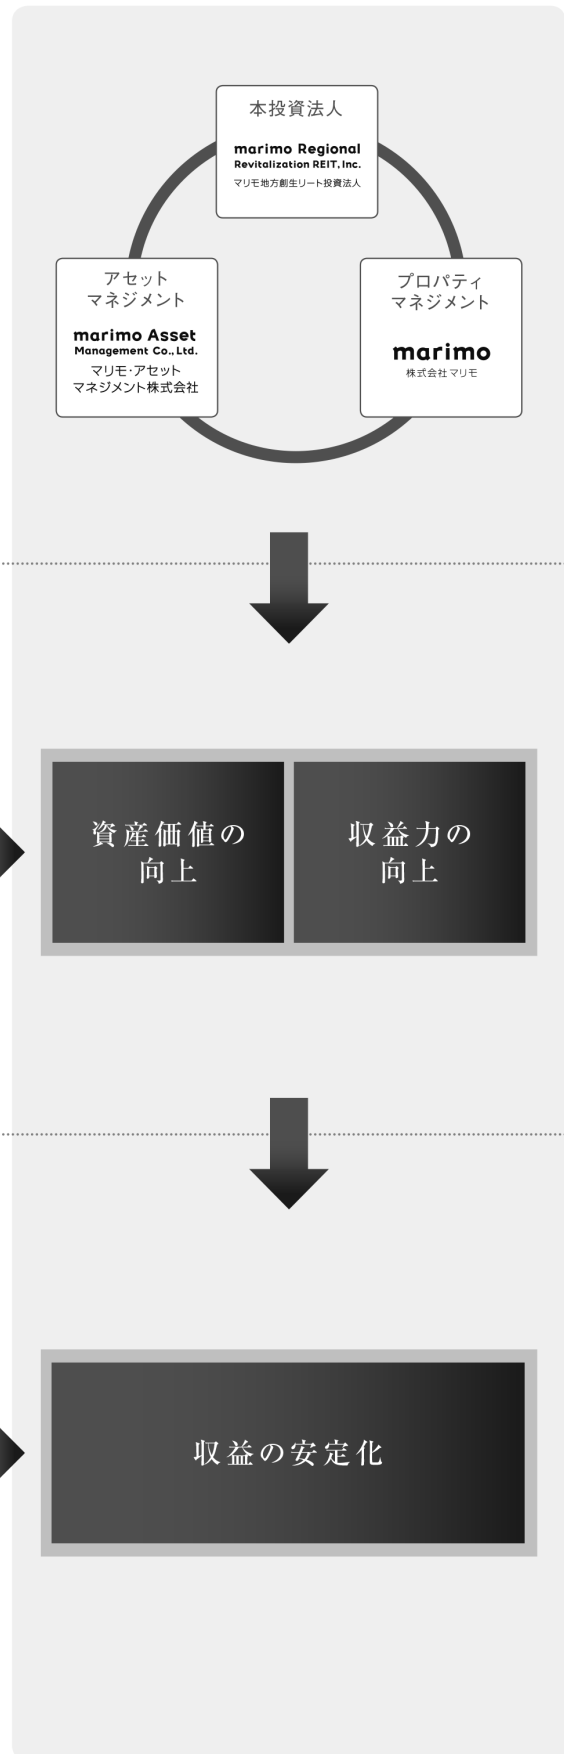 本投資法人
marimo Regional
Revitalization REIT, Inc.
マリモ地方創生リート投資法人
アセット
マネジメント
marimo Asset
Management Co., Ltd.
マリモ・アセット
マネジメント株式会社
プロパティ
マネジメント
marimo
株式会社マリモ
資産価値の
向上
収益力の
向上
収益の安定化